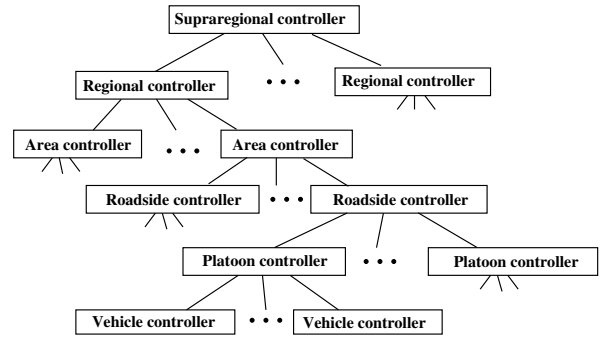 Supraregional controller
Regional controller
Regional controller
Area controller
Area controller
Roadside controller
Roadside controller
Platoon controller
Platoon controller
Vehicle controller
Vehicle controller